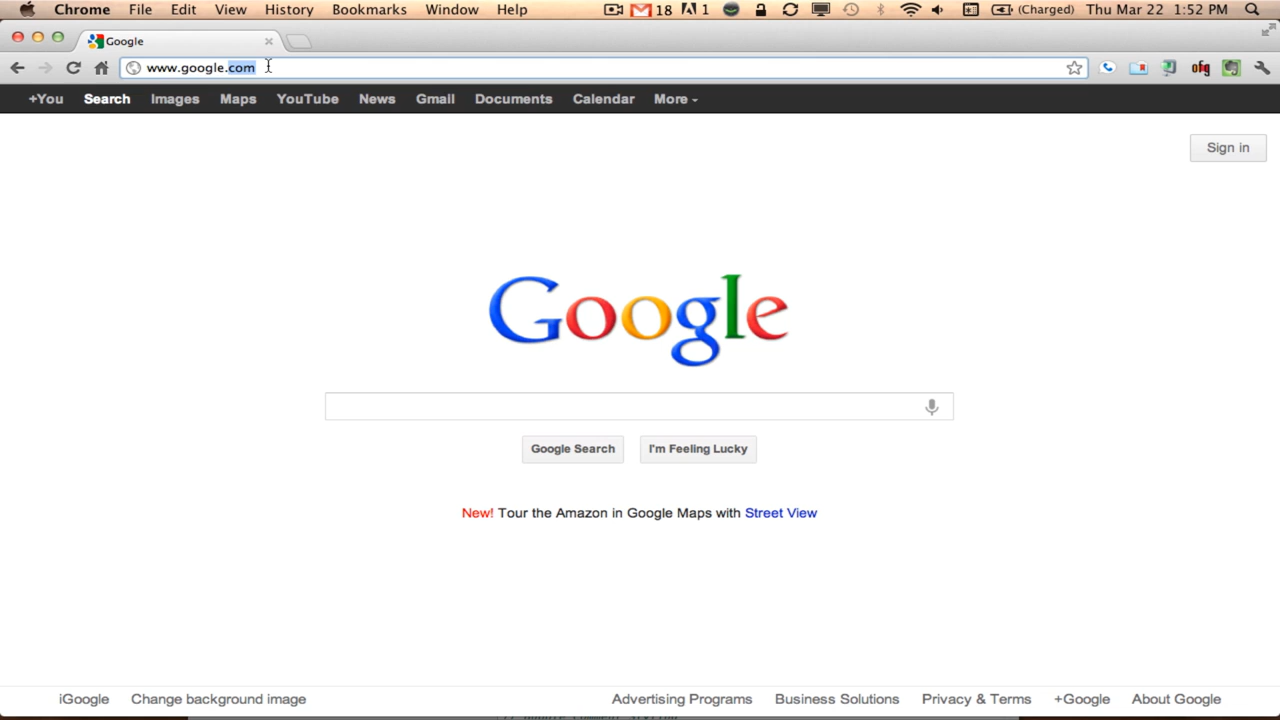 Chrome File Edit View History Bookmarks Window Help 18 1 (Charged) Thu Mar 22 1:52 PM
Google
www.google.com ofg
+You Search Images Maps YouTube News Gmail Documents Calendar More
Sign in
Google
Google Search I'm Feeling Lucky
New! Tour the Amazon in Google Maps with Street View
iGoogle Change background image Advertising Programs Business Solutions Privacy & Terms +Google About Google